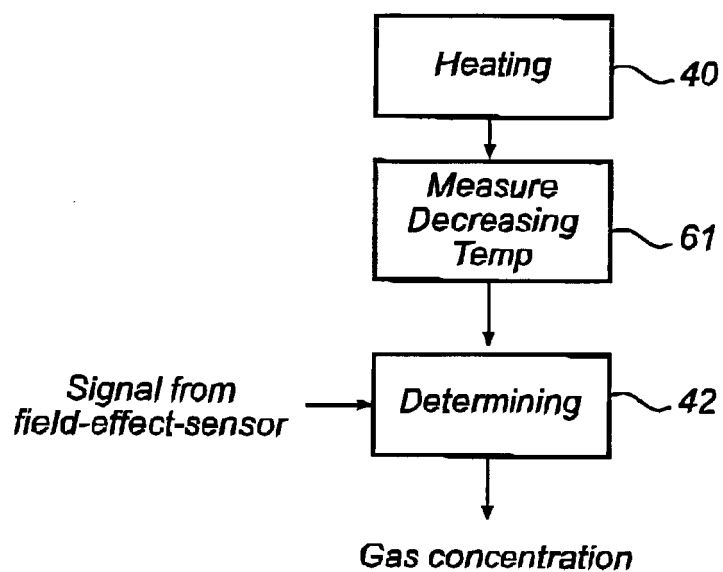 Heating
40
Measure
Decreasing
Temp
61
Signal from
field-effect-sensor
Determining
42
Gas concentration